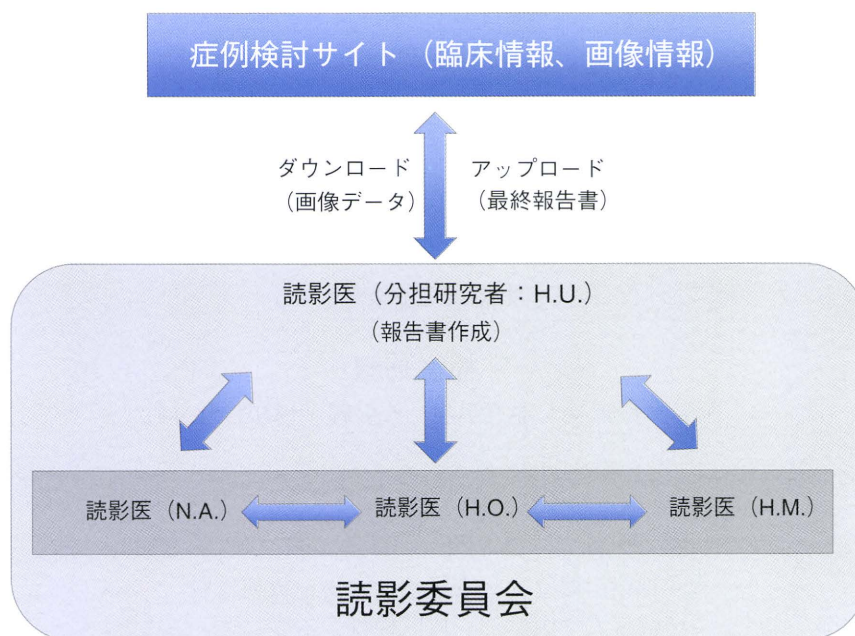 症例検討サイト（臨床情報、画像情報）
ダウンロード
（画像データ）
アップロード
（最終報告書）
読影医（分担研究者：H.U.）
（報告書作成）
読影医（N.A.）
読影医（H.O.）
読影医（H.M.）
読影委員会